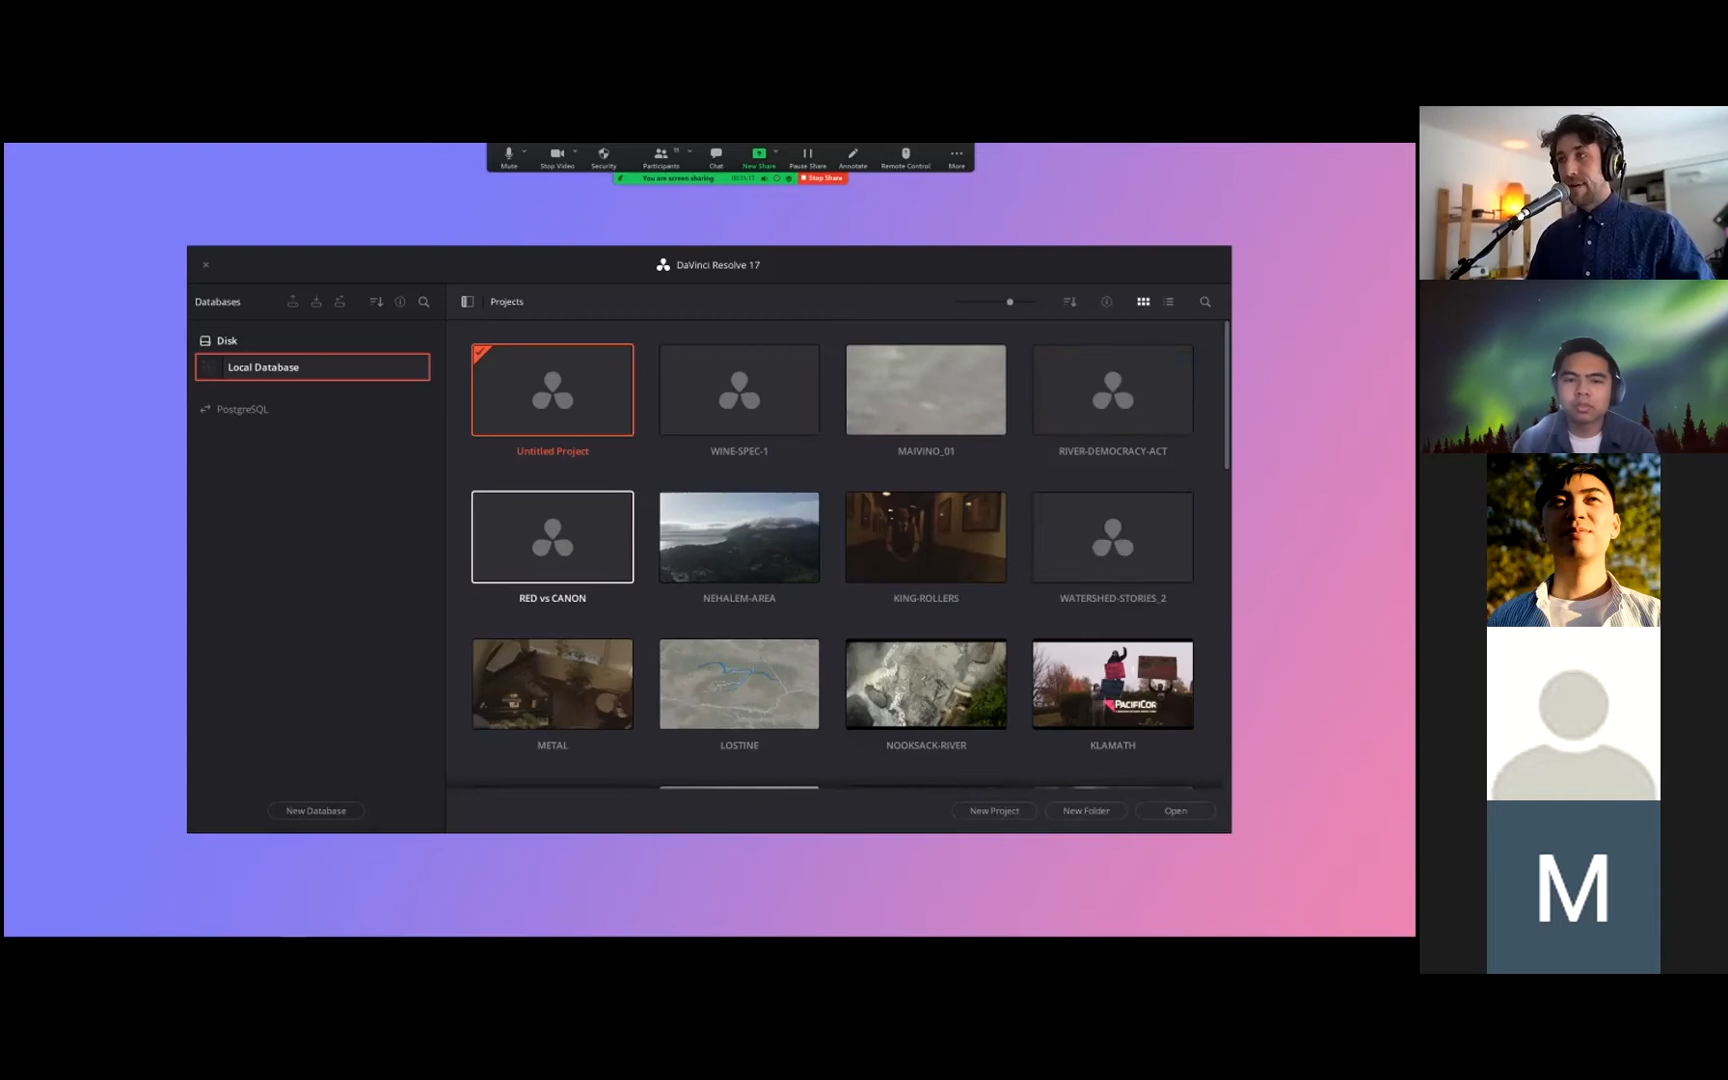 Mute
Stop Video
Security
Participants
11
Chat
New Share
Pause Share
Annotate
Remote Control
More
You are screen sharing
Stop Share
DaVinci Resolve 17
Databases
Projects
Disk
Local Database
PostgreSQL
Untitled Project
WINE-SPEC-1
MAIVINO_01
RIVER-DEMOCRACY-ACT
RED vs CANON
NEHALEM-AREA
KING-ROLLERS
WATERSHED-STORIES_2
PACIFICOR
METAL
LOSTINE
NOOKSACK-RIVER
KLAMATH
New Database
New Project
New Folder
Open
M